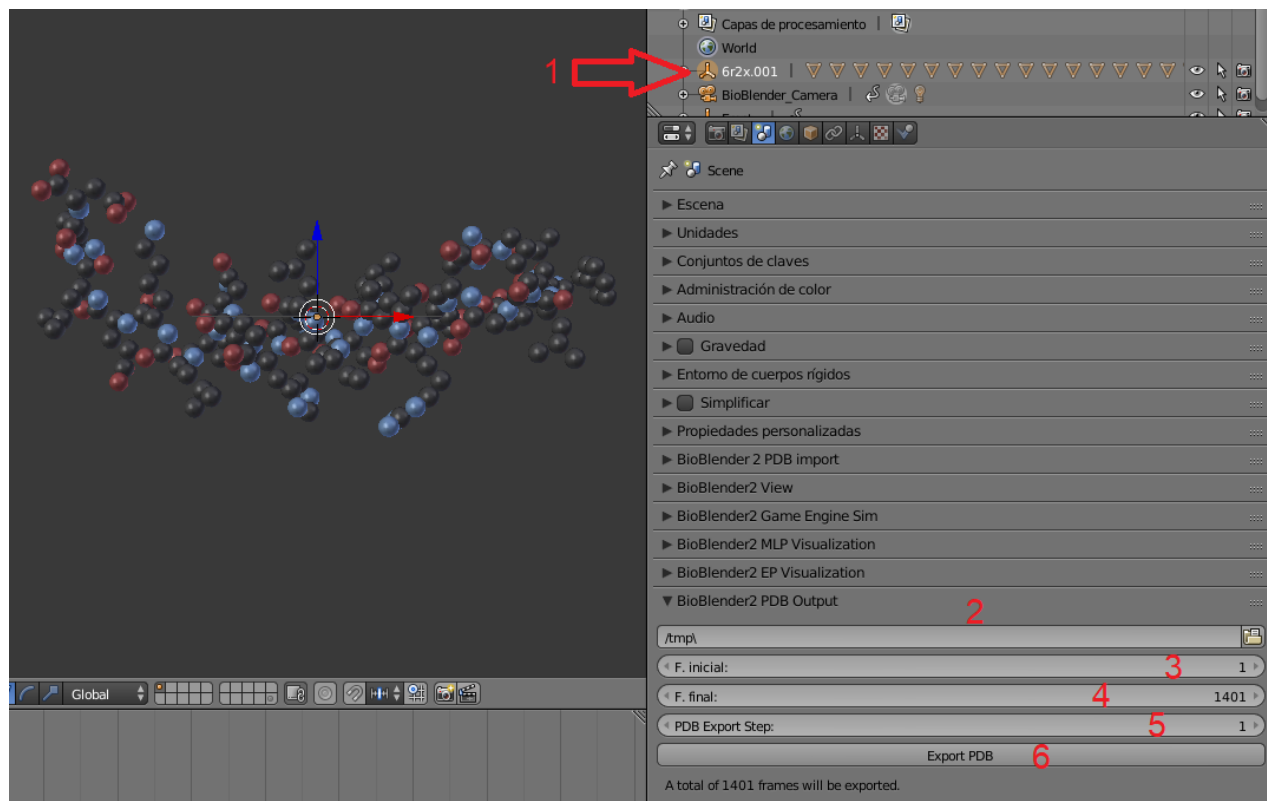 Capas de procesamiento |
World
1
6r2x.001 |
BioBlender_Camera |
Scene
Escena
Unidades
Conjuntos de claves
Administración de color
Audio
Gravedad
Entorno de cuerpos rígidos
Simplificar
Propiedades personalizadas
BioBlender 2 PDB import
BioBlender2 View
BioBlender2 Game Engine Sim
BioBlender2 MLP Visualization
BioBlender2 EP Visualization
BioBlender2 PDB Output
2
/tmp\
F. inicial: 3 1
Global
F. final: 4 1401
PDB Export Step: 5 1
Export PDB 6
A total of 1401 frames will be exported.